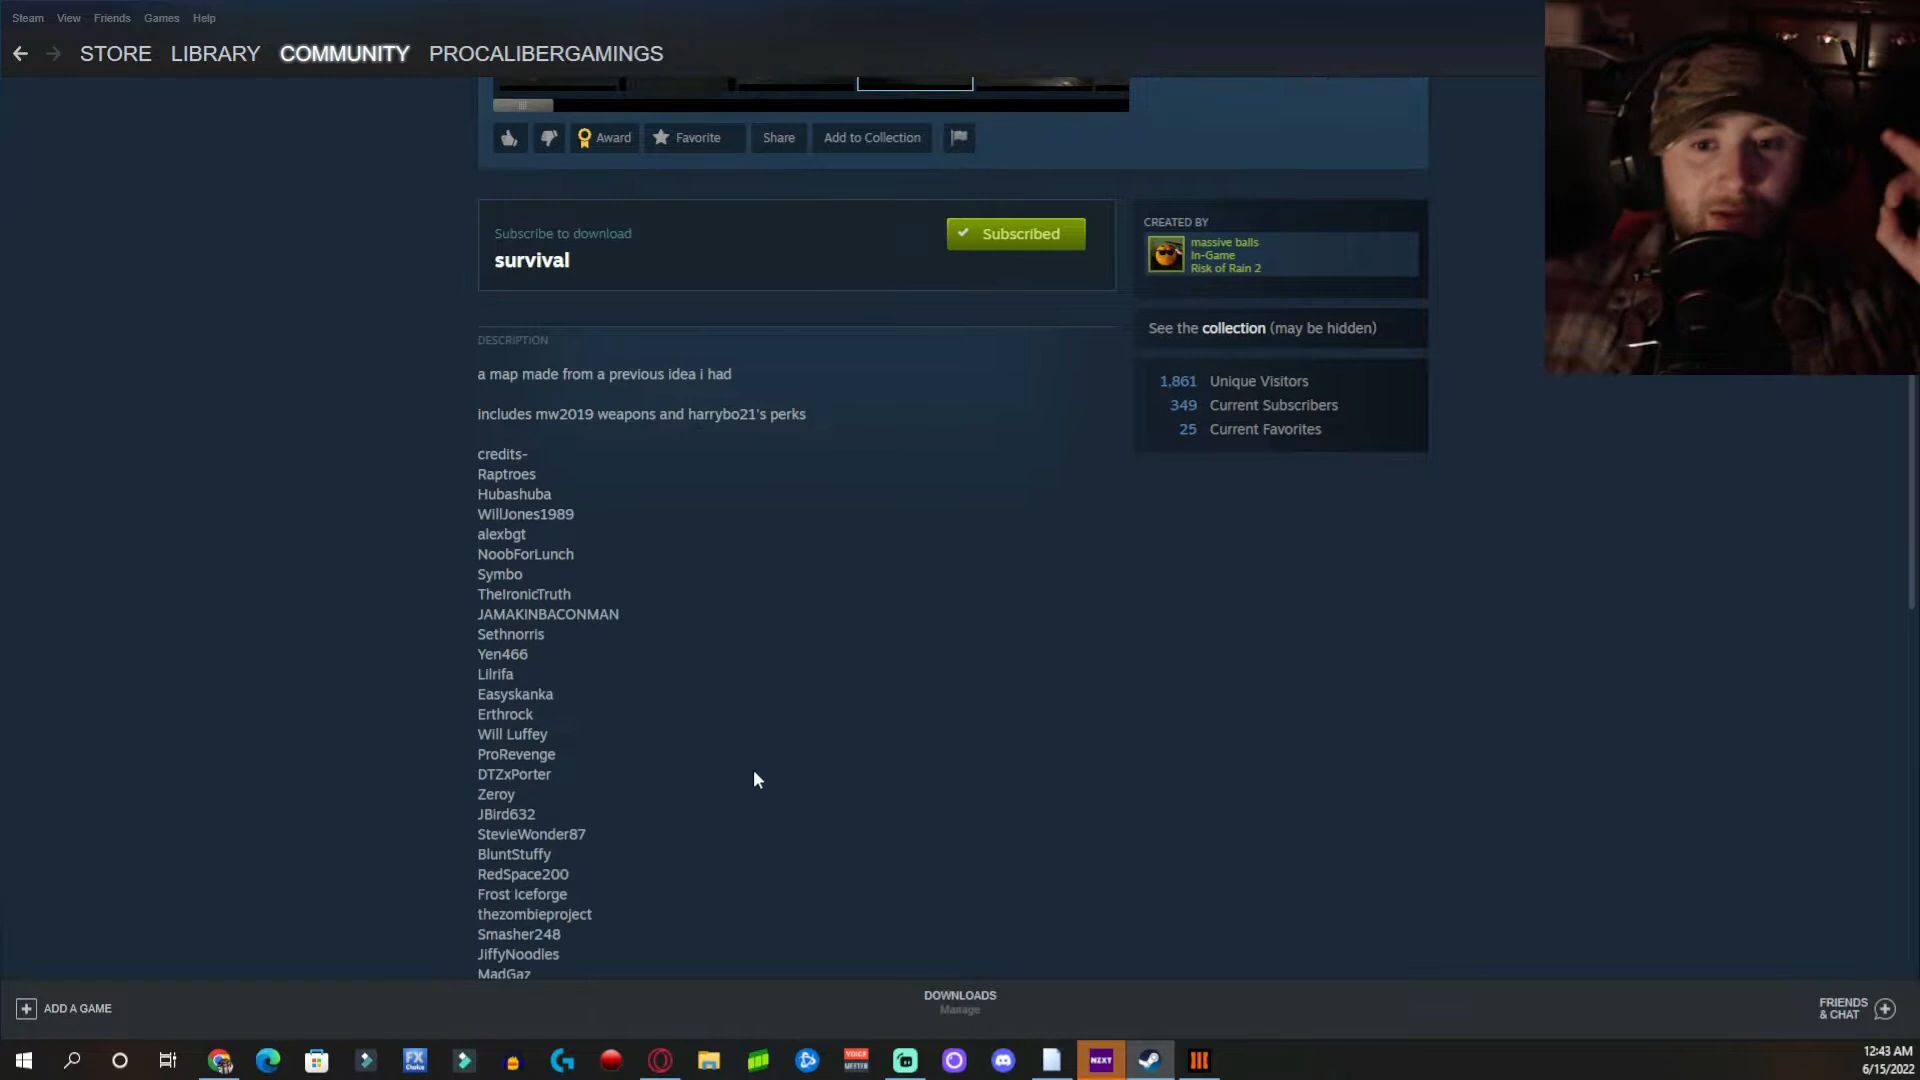 Steam View Friends Games Help
STORE LIBRARY COMMUNITY PROCALIBERGAMINGS
Award Favorite Share Add to Collection
Subscribe to download
survival
Subscribed
CREATED BY
massive balls
In-Game
Risk of Rain 2
See the collection (may be hidden)
1,861 Unique Visitors
349 Current Subscribers
25 Current Favorites
DESCRIPTION
a map made from a previous idea i had
includes mw2019 weapons and harrybo21's perks
credits-
Raptroes
Hubashuba
WillJones1989
alexbgt
NoobForLunch
Symbo
TheIronicTruth
JAMAKINBACONMAN
Sethnorris
Yen466
Lilrifa
Easyskanka
Erthrock
Will Luffey
ProRevenge
DTZxPorter
Zeroy
JBird632
StevieWonder87
BluntStuffy
RedSpace200
Frost Iceforge
thezombieproject
Smasher248
JiffyNoodles
MadGaz
ADD A GAME
DOWNLOADS
Manage
FRIENDS
& CHAT
FX
Choice
VOICE
MEETER
NZXT
12:43 AM
6/15/2022